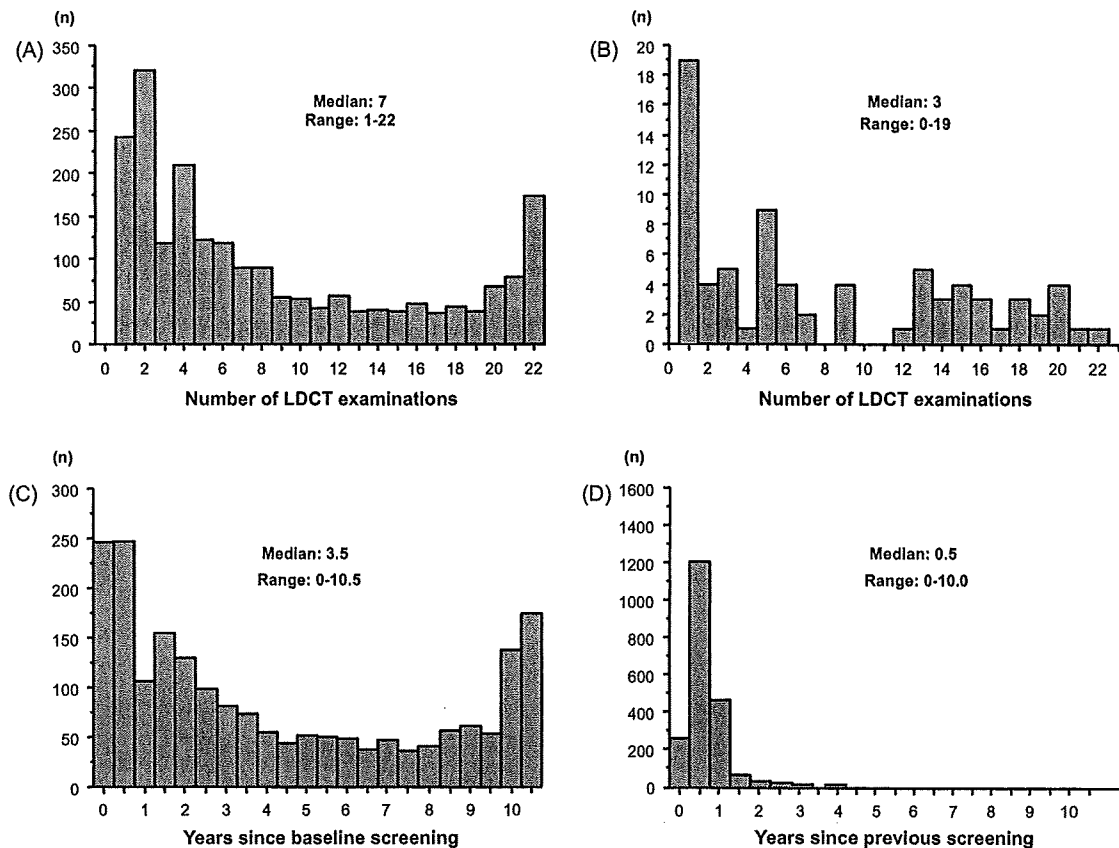 (n)
(A)
350
300
250
200
150
100
50
0
Median: 7
Range: 1-22
0 2 4 6 8 10 12 14 16 18 20 22
Number of LDCT examinations
(n)
(B)
20
18
16
14
12
10
8
6
4
2
0
Median: 3
Range: 0-19
0 2 4 6 8 10 12 14 16 18 20 22
Number of LDCT examinations
(n)
(C)
300
250
200
150
100
50
0
Median: 3.5
Range: 0-10.5
0 1 2 3 4 5 6 7 8 9 10
Years since baseline screening
(n)
(D)
1600
1400
1200
1000
800
600
400
200
0
Median: 0.5
Range: 0-10.0
0 1 2 3 4 5 6 7 8 9 10
Years since previous screening